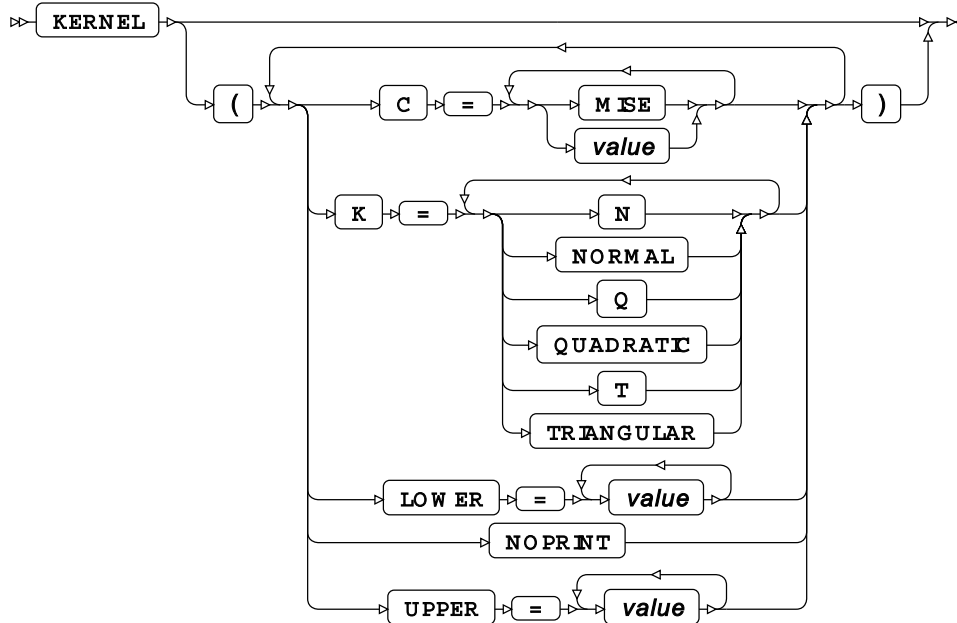 KERNEL
( C = MISE )
value
K = N
NORMAL
Q
QUADRATIC
T
TRIANGULAR
LOWER = value
NOPRINT
UPPER = value